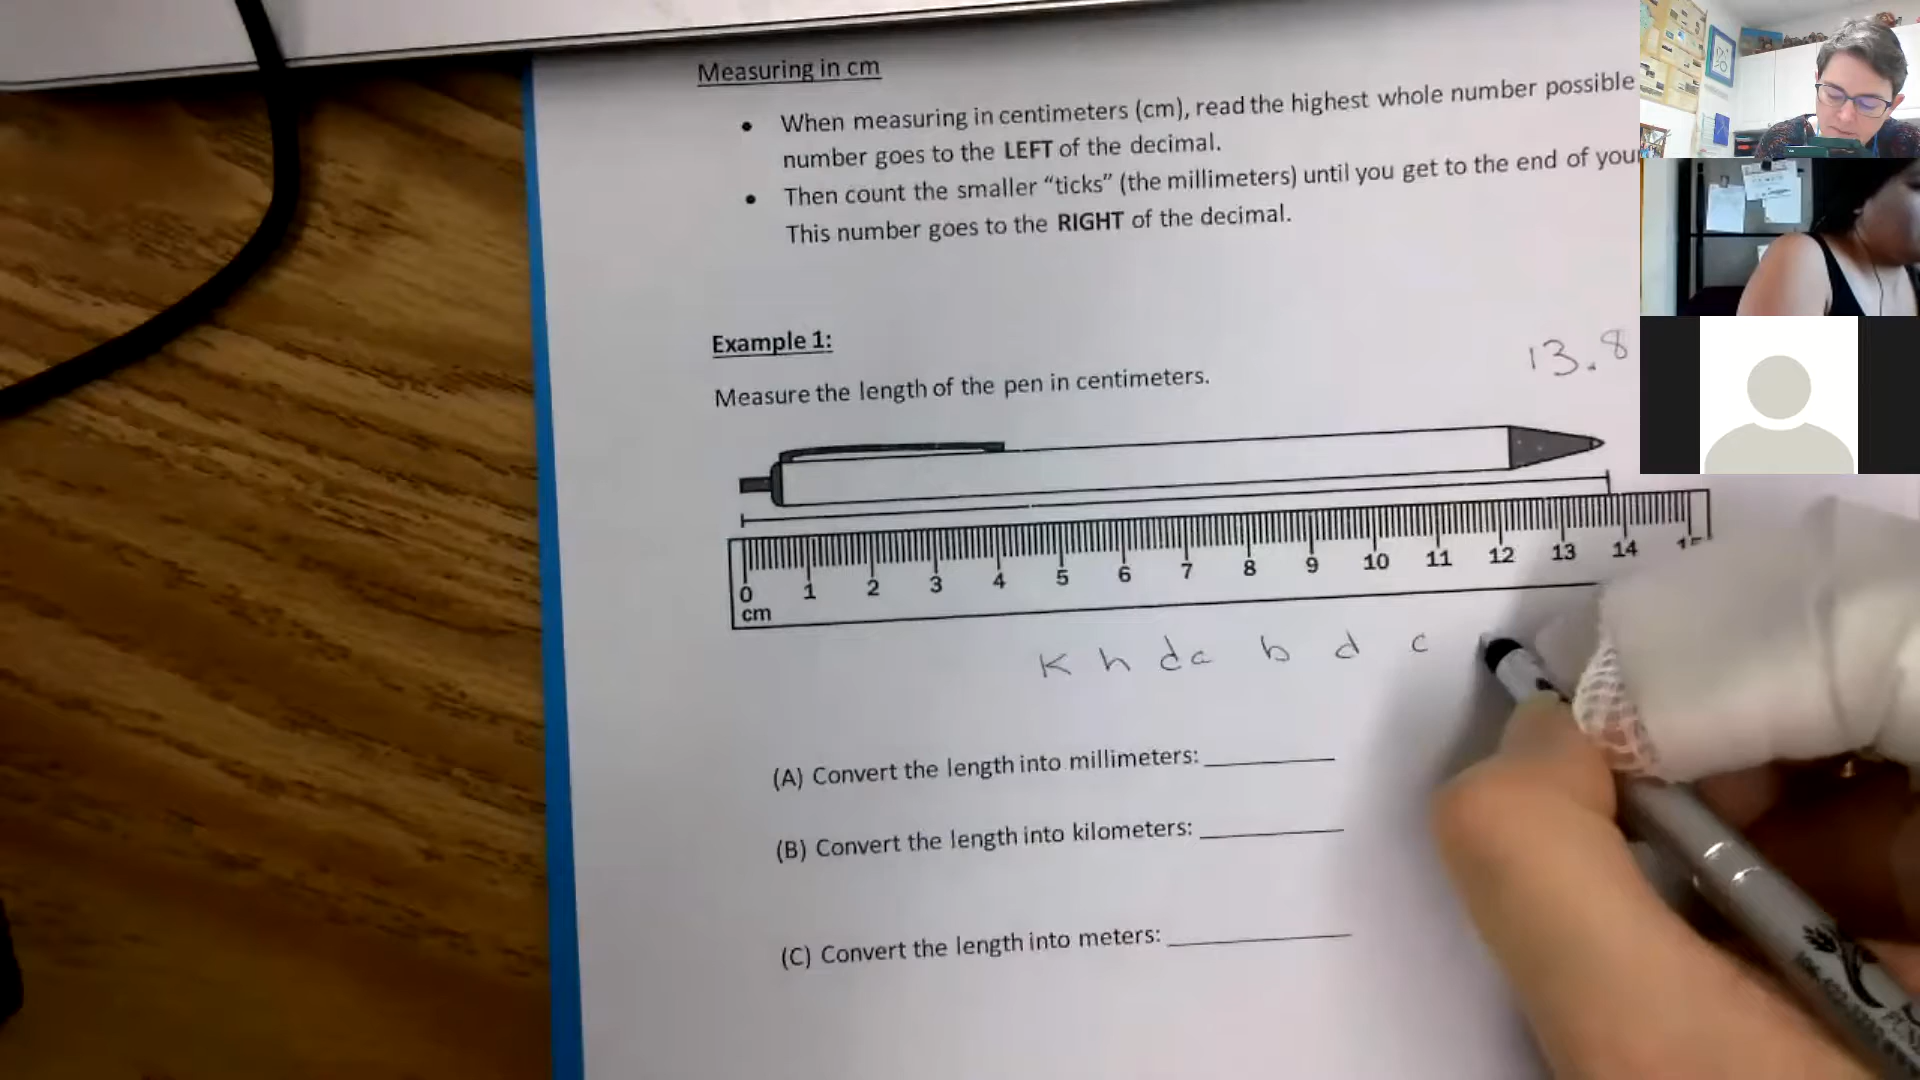 Measuring in cm
• When measuring in centimeters (cm), read the highest whole number possible
number goes to the LEFT of the decimal.
• Then count the smaller “ticks” (the millimeters) until you get to the end of you
This number goes to the RIGHT of the decimal.
Example 1:
13.8
Measure the length of the pen in centimeters.
0 1 2 3 4 5 6 7 8 9 10 11 12 13 14
cm
K h da b d c
(A) Convert the length into millimeters: __________
(B) Convert the length into kilometers: ___________
(C) Convert the length into meters: ______________